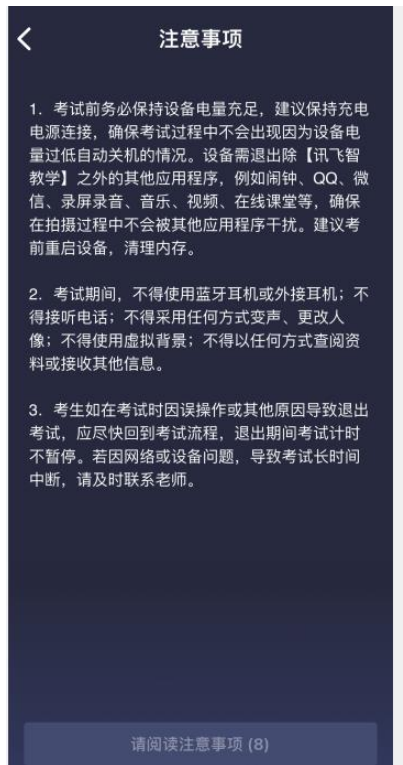 注意事项
1. 考试前务必保持设备电量充足，建议保持充电
电源连接，确保考试过程中不会出现因为设备电
量过低自动关机的情况。设备需退出除【讯飞智
教学】之外的其他应用程序，例如闹钟、QQ、微
信、录屏录音、音乐、视频、在线课堂等，确保
在拍摄过程中不会被其他应用程序干扰。建议考
前重启设备，清理内存。
2. 考试期间，不得使用蓝牙耳机或外接耳机；不
得接听电话；不得采用任何方式变声、更改人
像；不得使用虚拟背景；不得以任何方式查阅资
料或接收其他信息。
3. 考生如在考试时因误操作或其他原因导致退出
考试，应尽快回到考试流程，退出期间考试计时
不暂停。若因网络或设备问题，导致考试长时间
中断，请及时联系老师。
请阅读注意事项 (8)